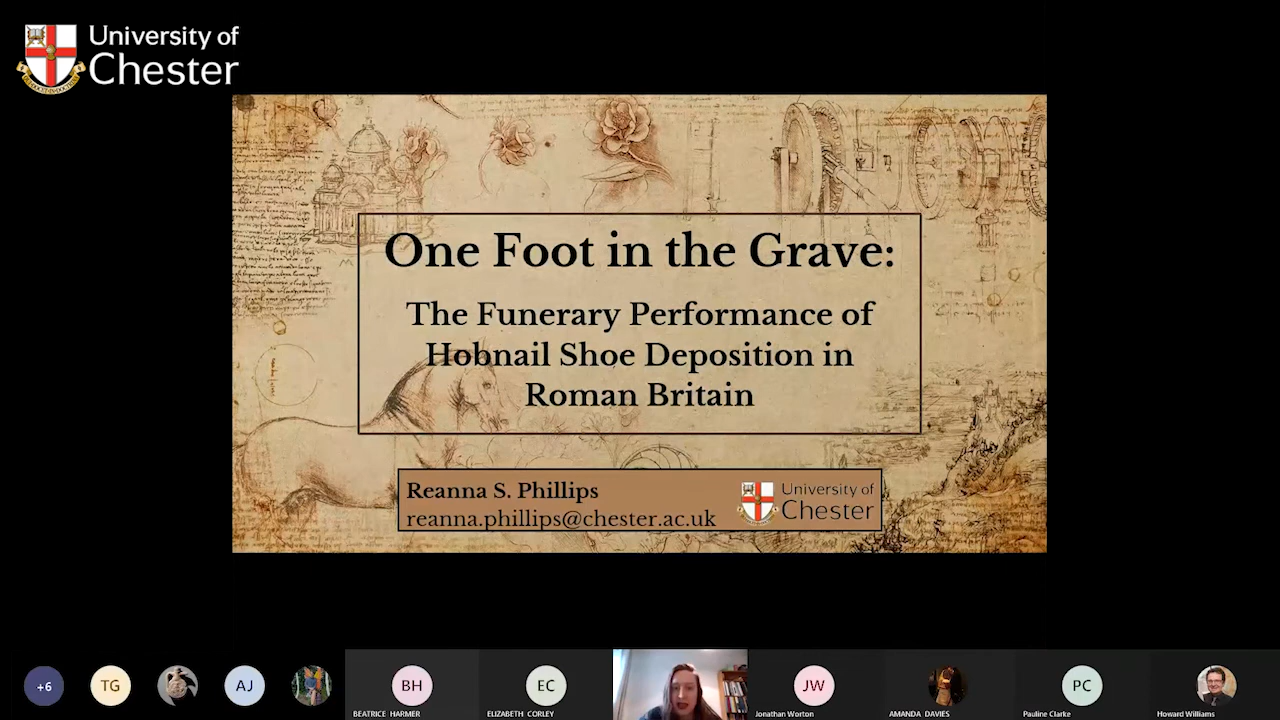 University of
Chester
One Foot in the Grave:
The Funerary Performance of
Hobnail Shoe Deposition in
Roman Britain
Reanna S. Phillips
reanna.phillips@chester.ac.uk
University of
Chester
+6
TG
AJ
BH
BEATRICE HARMER
EC
ELIZABETH CORLEY
JW
Jonathan Worton
AMANDA DAVIES
PC
Pauline Clarke
Howard Williams